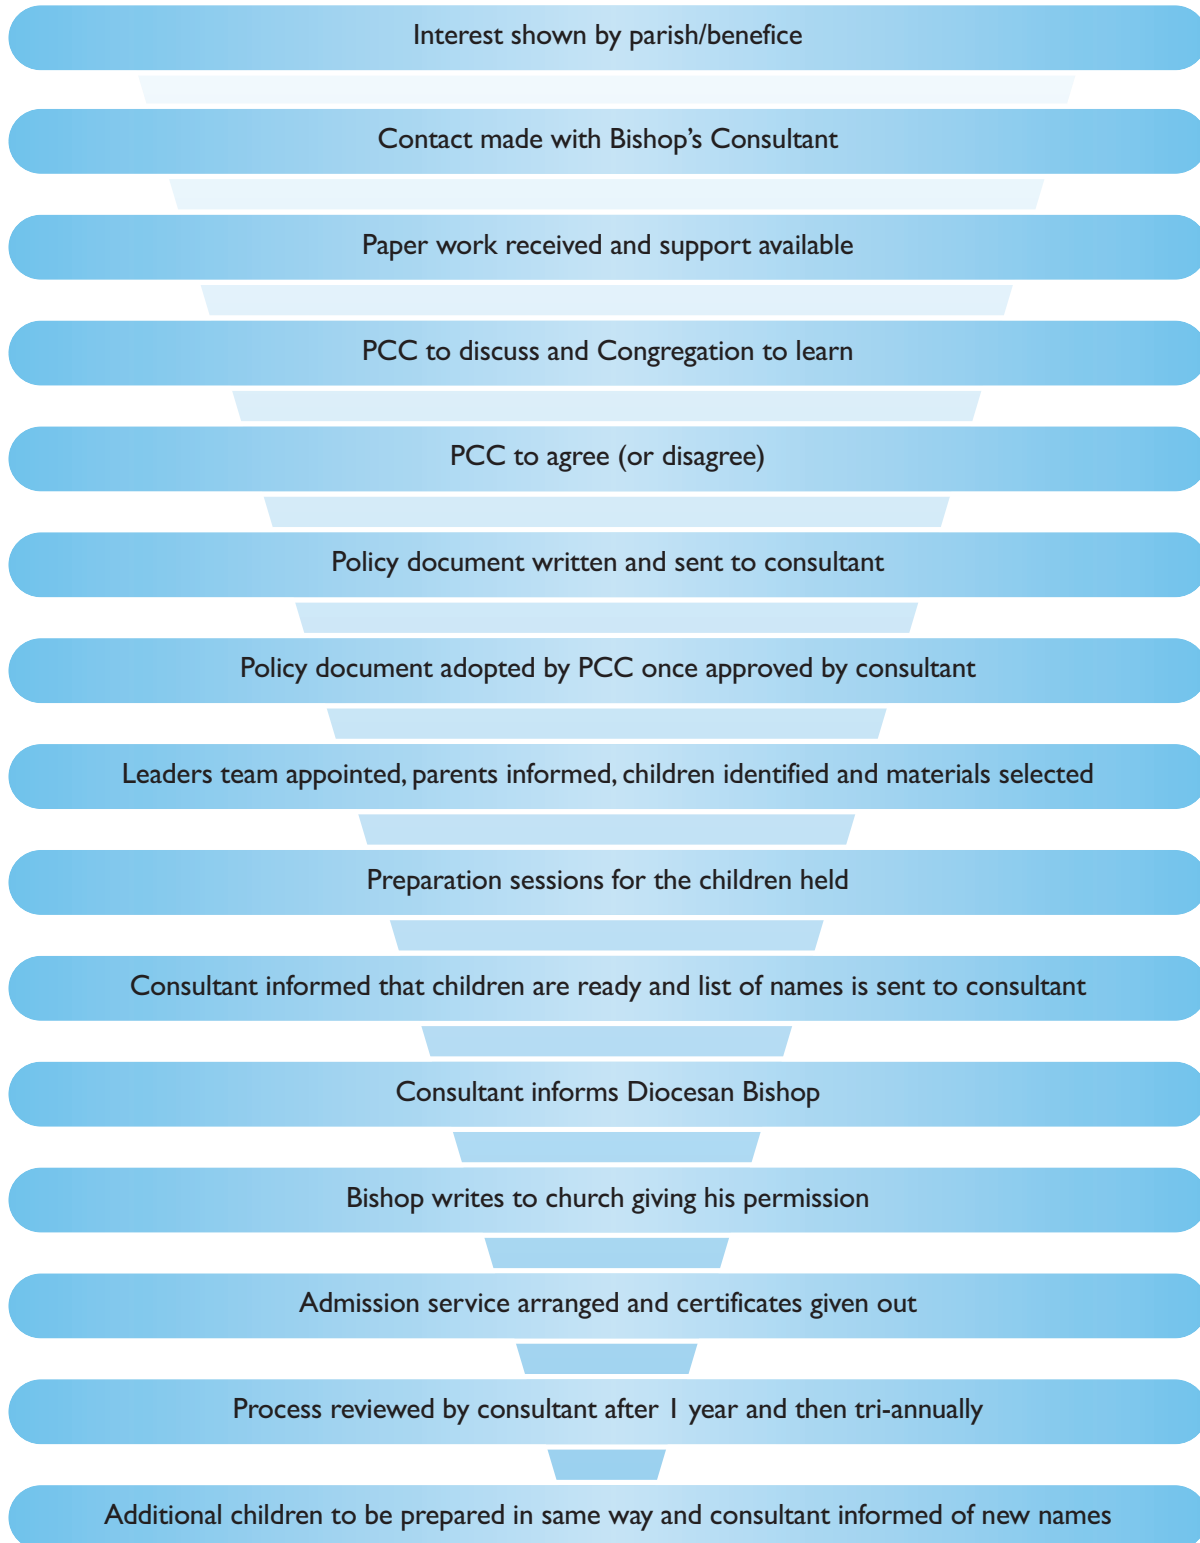 Interest shown by parish/benefice
Contact made with Bishop’s Consultant
Paper work received and support available
PCC to discuss and Congregation to learn
PCC to agree (or disagree)
Policy document written and sent to consultant
Policy document adopted by PCC once approved by consultant
Leaders team appointed, parents informed, children identified and materials selected
Preparation sessions for the children held
Consultant informed that children are ready and list of names is sent to consultant
Consultant informs Diocesan Bishop
Bishop writes to church giving his permission
Admission service arranged and certificates given out
Process reviewed by consultant after 1 year and then tri-annually
Additional children to be prepared in same way and consultant informed of new names